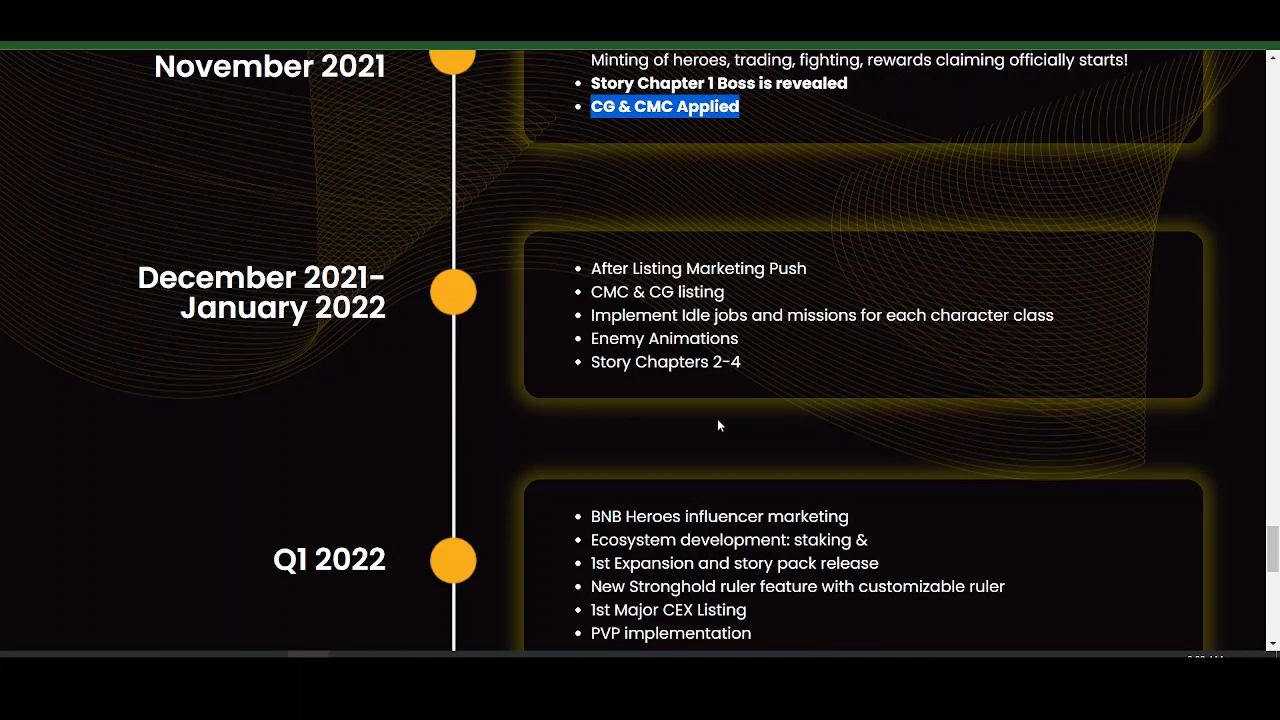 November 2021
Minting of heroes, trading, fighting, rewards claiming officially starts!
Story Chapter 1 Boss is revealed
CG & CMC Applied
December 2021-
January 2022
After Listing Marketing Push
CMC & CG listing
Implement Idle jobs and missions for each character class
Enemy Animations
Story Chapters 2-4
Q1 2022
BNB Heroes influencer marketing
Ecosystem development: staking &
1st Expansion and story pack release
New Stronghold ruler feature with customizable ruler
1st Major CEX Listing
PVP implementation